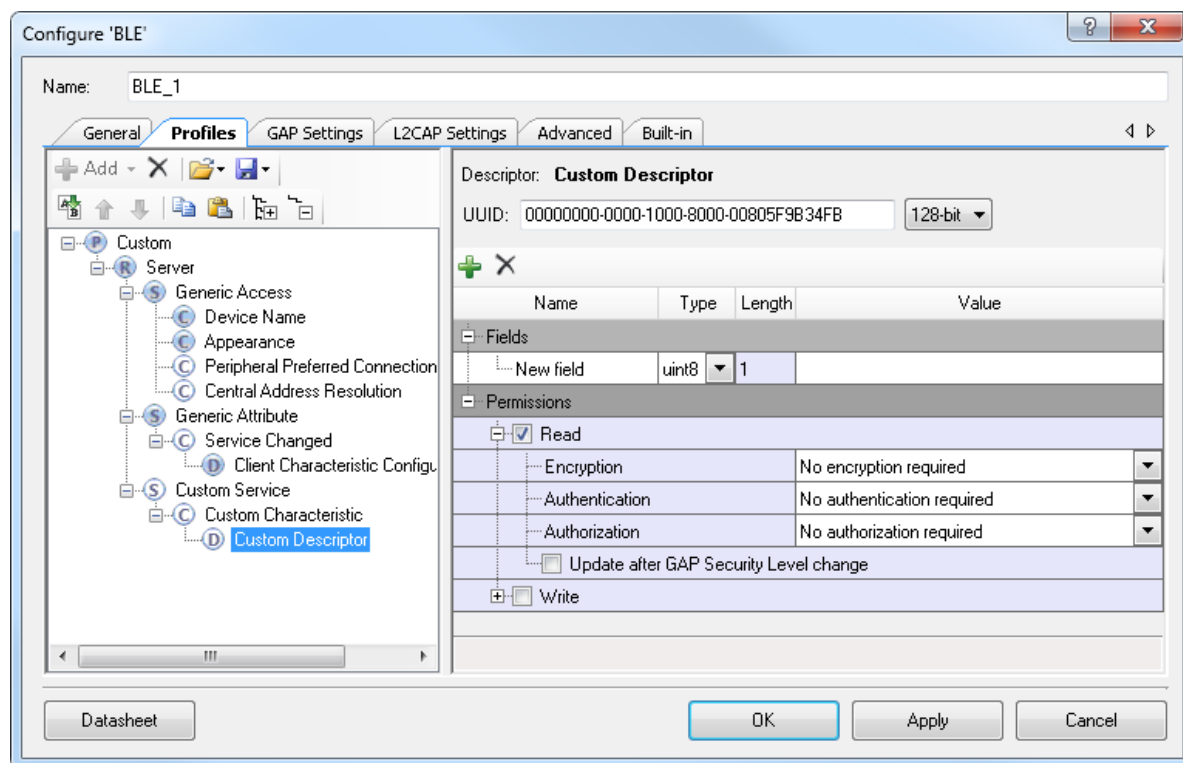 Configure 'BLE'
Name: BLE_1
General Profiles GAP Settings L2CAP Settings Advanced Built-in
Add
Descriptor: Custom Descriptor
UUID: 00000000-0000-1000-8000-00805F9B34FB 128-bit
Custom
Server
Generic Access
Device Name
Appearance
Peripheral Preferred Connection
Central Address Resolution
Generic Attribute
Service Changed
Client Characteristic Configu
Custom Service
Custom Characteristic
Custom Descriptor
Name Type Length Value
Fields
New field uint8 1
Permissions
Read
Encryption No encryption required
Authentication No authentication required
Authorization No authorization required
Update after GAP Security Level change
Write
Datasheet OK Apply Cancel